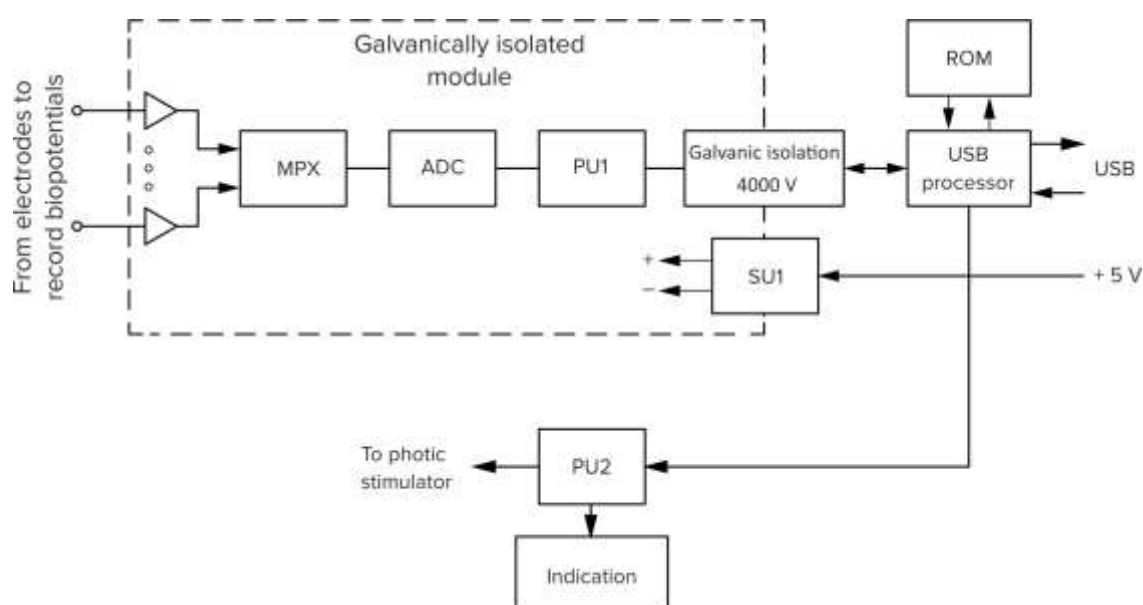 Galvanically isolated
module
From electrodes to
record biopotentials
MPX
ADC
PU1
Galvanic isolation
4000 V
ROM
USB
processor
USB
+
−
SU1
+ 5 V
To photic
stimulator
PU2
Indication